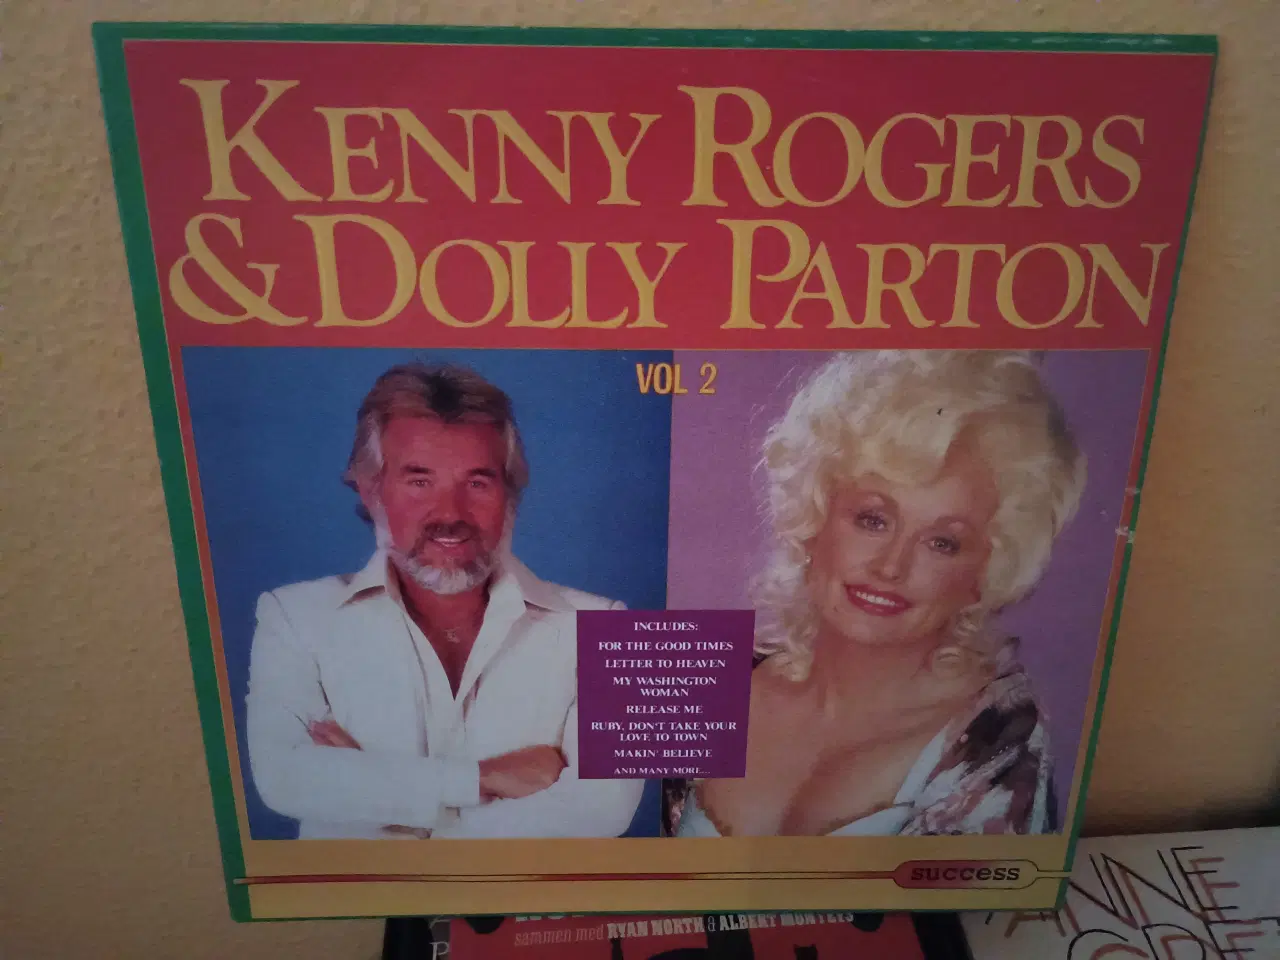 KENNY ROGERS
& DOLLY PARTON
VOL 2
INCLUDES:
FOR THE GOOD TIMES
LETTER TO HEAVEN
MY WASHINGTON
WOMAN
RELEASE ME
RUBY, DON'T TAKE YOUR
LOVE TO TOWN
MAKIN' BELIEVE
AND MANY MORE...
success
sammen med RYAN NORTH & ALBERT MONTEYS
ANNE